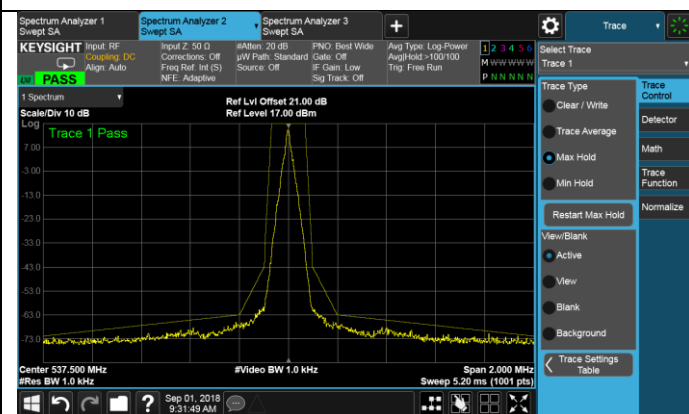 Spectrum Analyzer 1
Swept SA
Spectrum Analyzer 2
Swept SA
Spectrum Analyzer 3
Swept SA
+
Trace
KEYSIGHT
Input: RF
Coupling: DC
Align: Auto
Input Z: 50 Ω
Corrections: Off
Freq Ref: Int (S)
NFE: Adaptive
#Atten: 20 dB
µW Path: Standard
Source: Off
PNO: Best Wide
Gate: Off
IF Gain: Low
Sig Track: Off
Avg Type: Log-Power
Avg|Hold:>100/100
Trig: Free Run
1 2 3 4 5 6
M W W W W W
P N N N N N
LVI PASS
Select Trace
Trace 1
1 Spectrum
Scale/Div 10 dB
Ref Lvl Offset 21.00 dB
Ref Level 17.00 dBm
Log
Trace 1 Pass
7.00
-3.00
-13.0
-23.0
-33.0
-43.0
-53.0
-63.0
-73.0
Center 537.500 MHz
#Res BW 1.0 kHz
#Video BW 1.0 kHz
Span 2.000 MHz
Sweep 5.20 ms (1001 pts)
Trace Type
Clear / Write
Trace Average
Max Hold
Min Hold
Restart Max Hold
View/Blank
Active
View
Blank
Background
Trace Settings
Table
Trace
Control
Detector
Math
Trace
Function
Normalize
?
Sep 01, 2018
9:31:49 AM